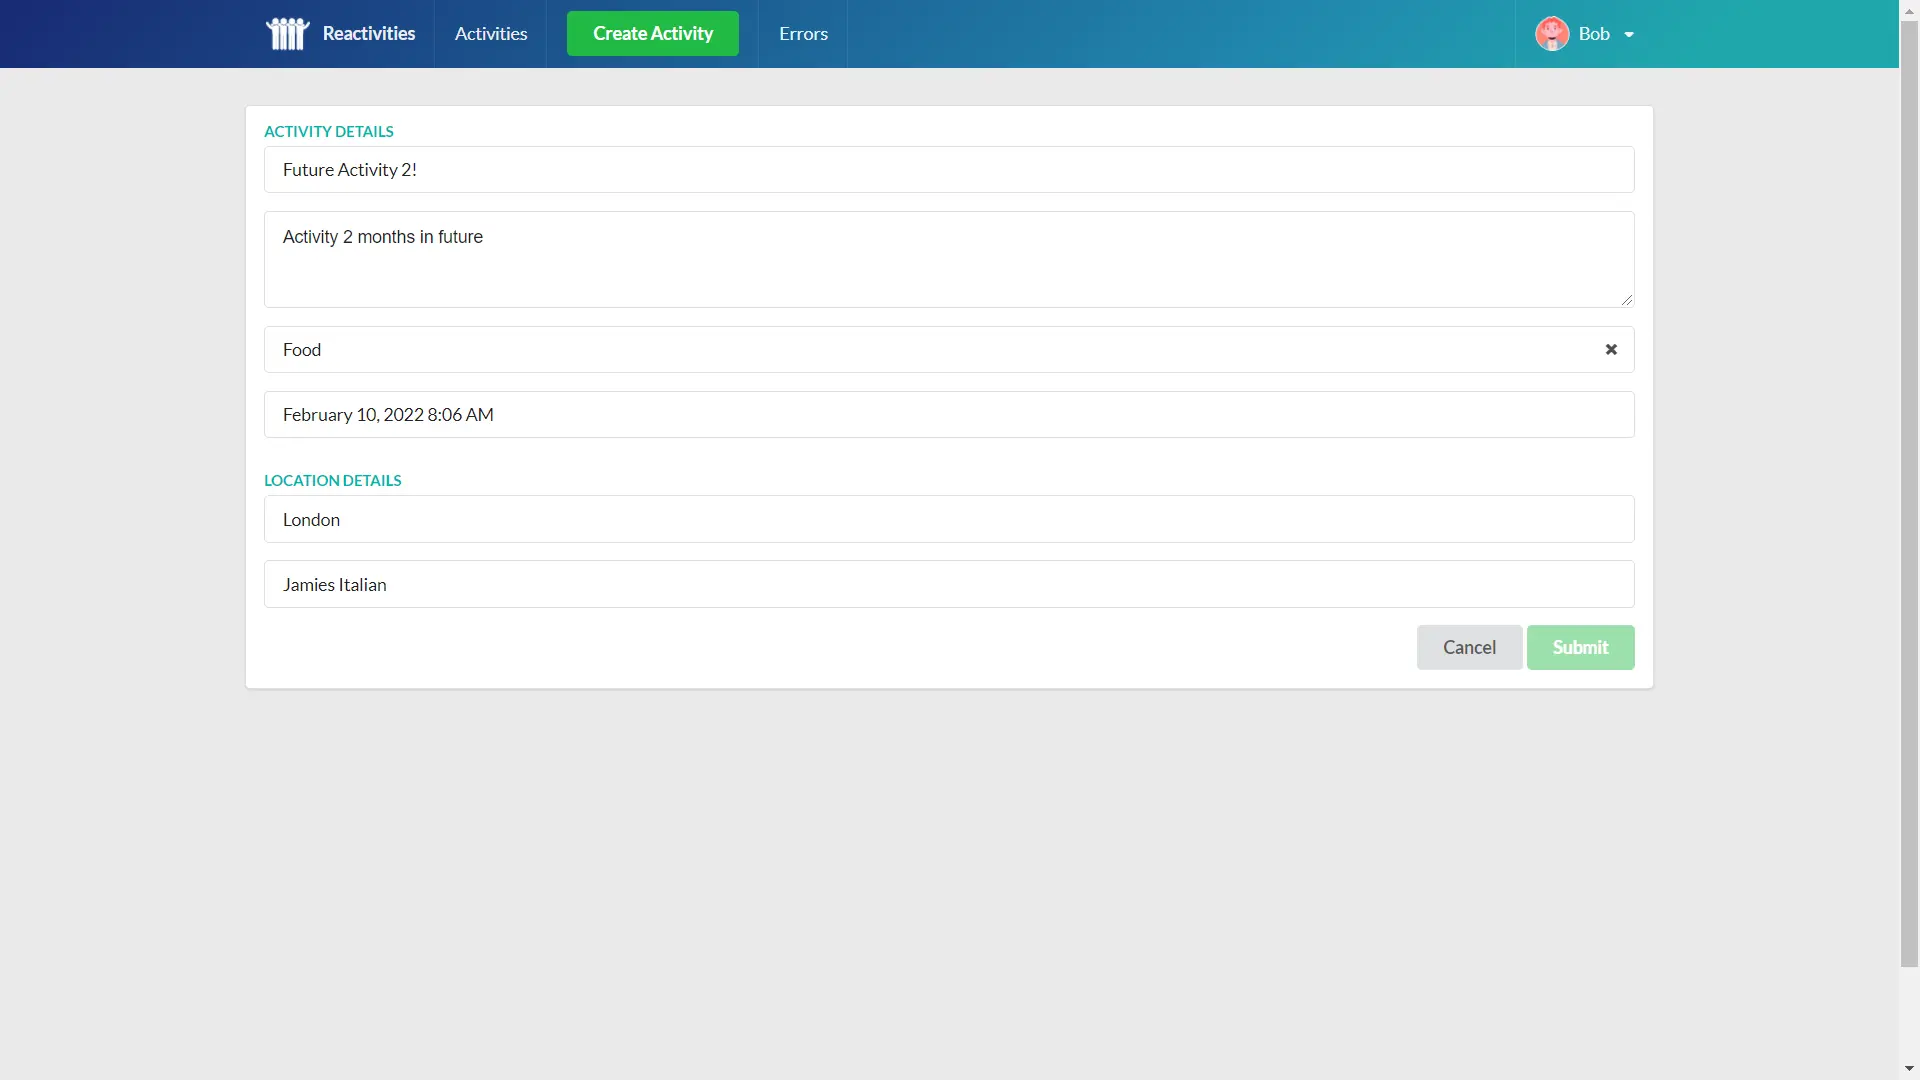 Reactivities
Activities
Create Activity
Errors
Bob
ACTIVITY DETAILS
Future Activity 2!
Activity 2 months in future
Food
February 10, 2022 8:06 AM
LOCATION DETAILS
London
Jamies Italian
Cancel
Submit